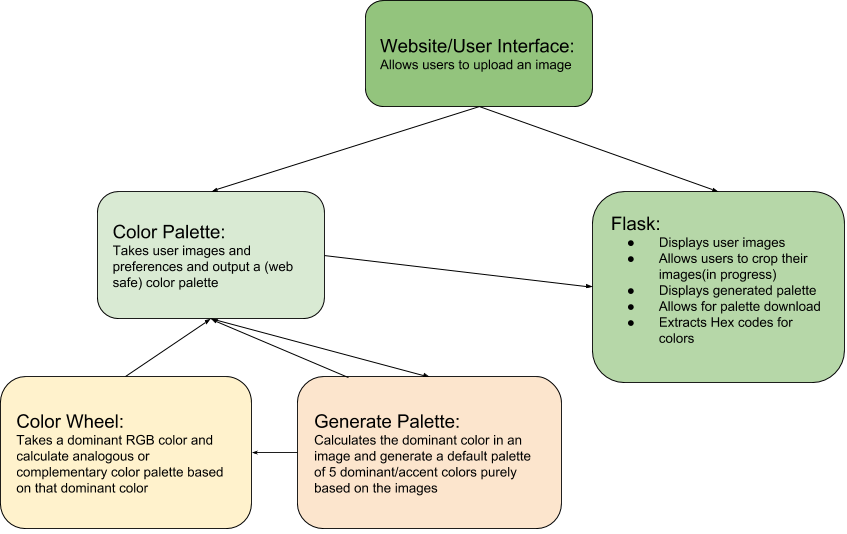 Website/User Interface:
Allows users to upload an image
Color Palette:
Takes user images and
preferences and output a (web
safe) color palette
Flask:
● Displays user images
● Allows users to crop their
images(in progress)
● Displays generated palette
● Allows for palette download
● Extracts Hex codes for
colors
Color Wheel:
Takes a dominant RGB color and
calculate analogous or
complementary color palette based
on that dominant color
Generate Palette:
Calculates the dominant color in an
image and generate a default palette
of 5 dominant/accent colors purely
based on the images